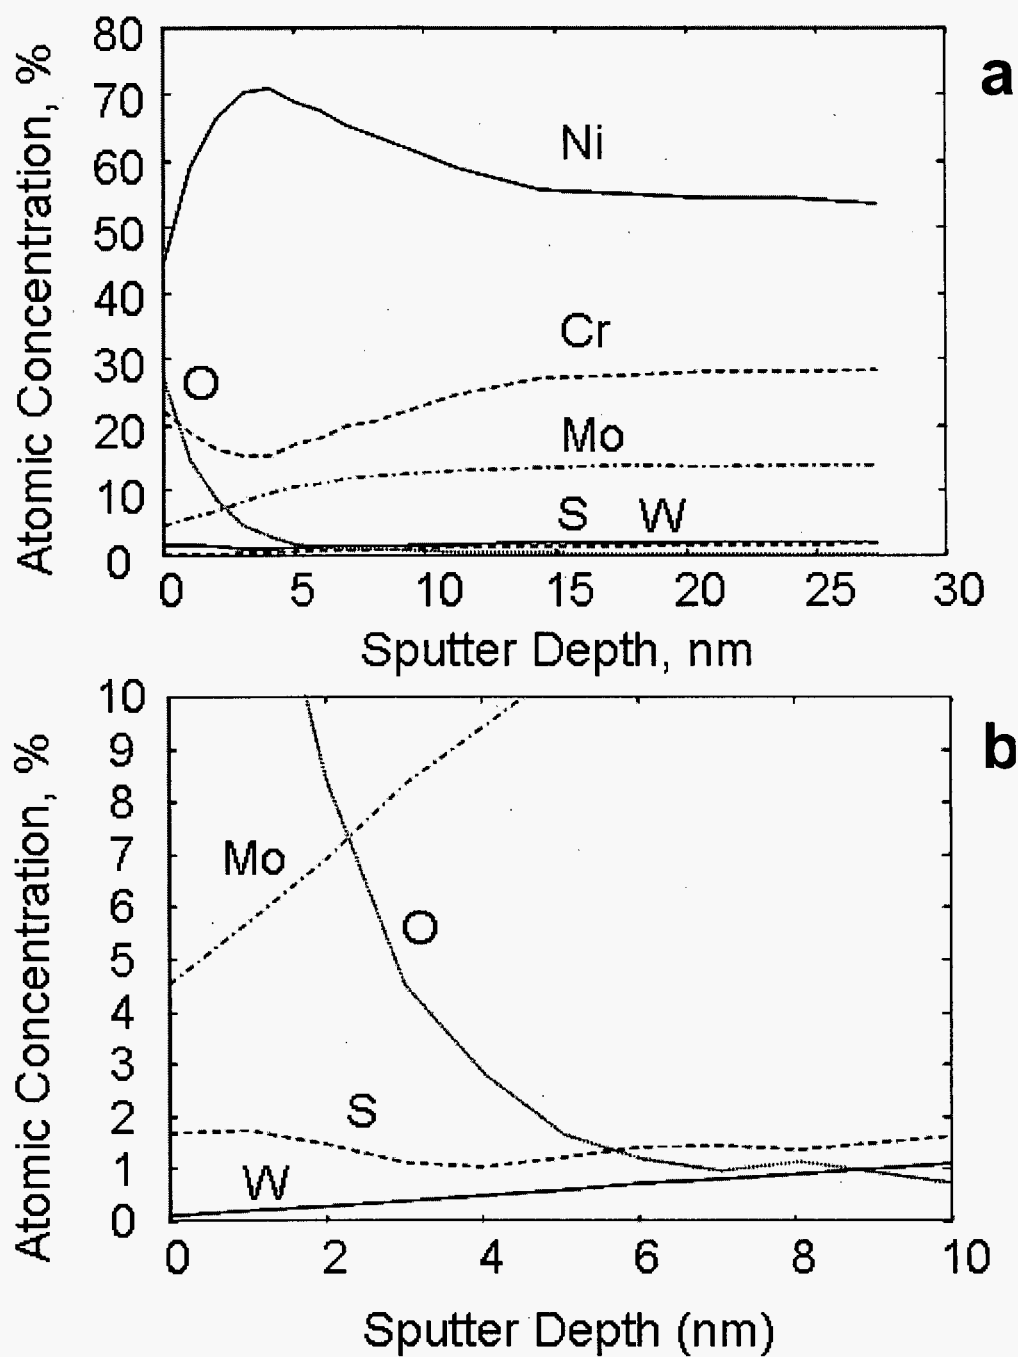 80
a
70
Ni
60
50
40
Cr
30
O
20
Mo
10
S W
0
0 5 10 15 20 25 30
Atomic Concentration, %
Sputter Depth, nm
10
b
9
8
7
Mo
6
O
5
4
3
S
2
1
W
0
0 2 4 6 8 10
Atomic Concentration, %
Sputter Depth (nm)